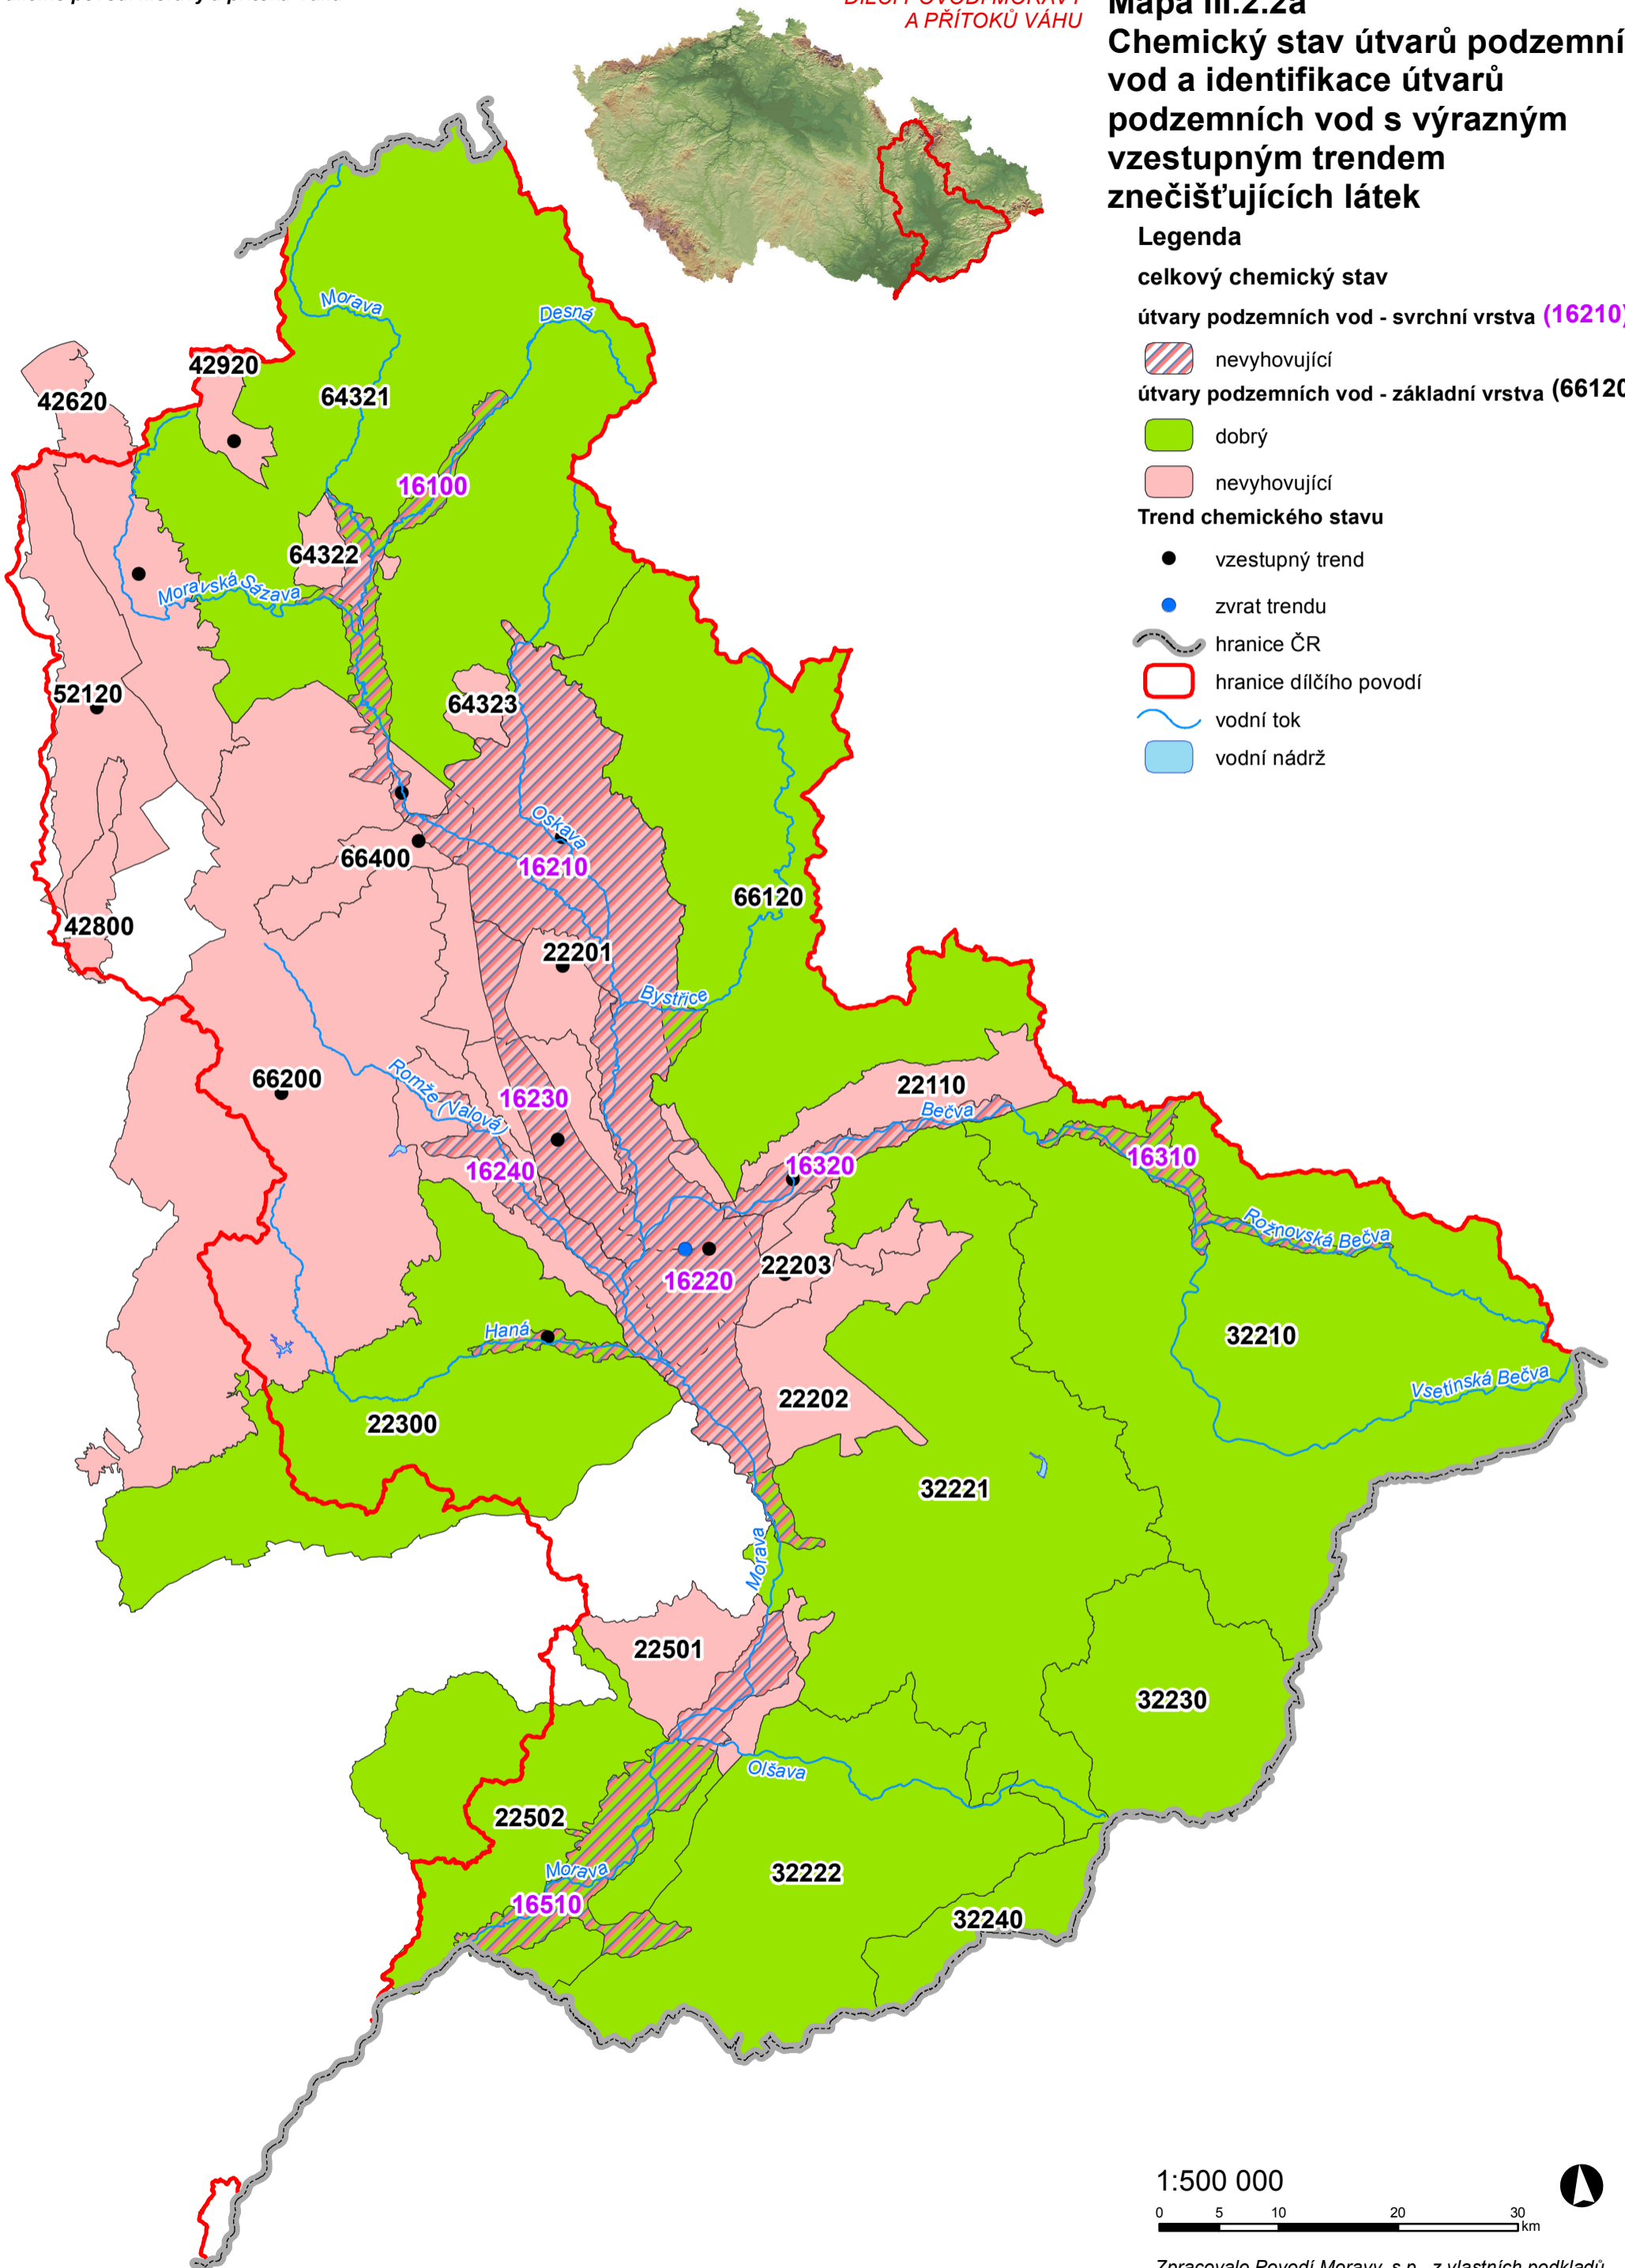 DÍLČÍ POVODÍ MORAVY
A PŘÍTOKŮ VÁHU
Mapa III.2.2a
Chemický stav útvarů podzemní
vod a identifikace útvarů
podzemních vod s výrazným
vzestupným trendem
znečišťujících látek
Legenda
celkový chemický stav
útvary podzemních vod - svrchní vrstva (16210)
nevyhovující
útvary podzemních vod - základní vrstva (66120
dobrý
nevyhovující
Trend chemického stavu
vzestupný trend
zvrat trendu
hranice ČR
hranice dílčího povodí
vodní tok
vodní nádrž
Morava
Desná
42920
42620
64321
16100
64322
Moravská Sázava
52120
64323
Oskava
66400
16210
66120
42800
22201
Bystřice
66200
Romže (Valová)
16230
22110
Bečva
16240
16320
16310
Rožnovská Bečva
22203
16220
Haná
32210
Vsetínská Bečva
22202
22300
32221
Morava
22501
32230
Olšava
22502
Morava
32222
16510
32240
1:500 000
0 5 10 20 30
km
Zpracovalo Povodí Moravy, s.p., z vlastních podkladů